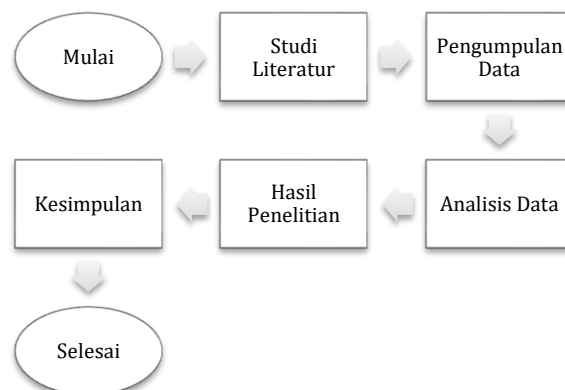 Mulai
Studi
Literatur
Pengumpulan
Data
Analisis Data
Hasil
Penelitian
Kesimpulan
Selesai